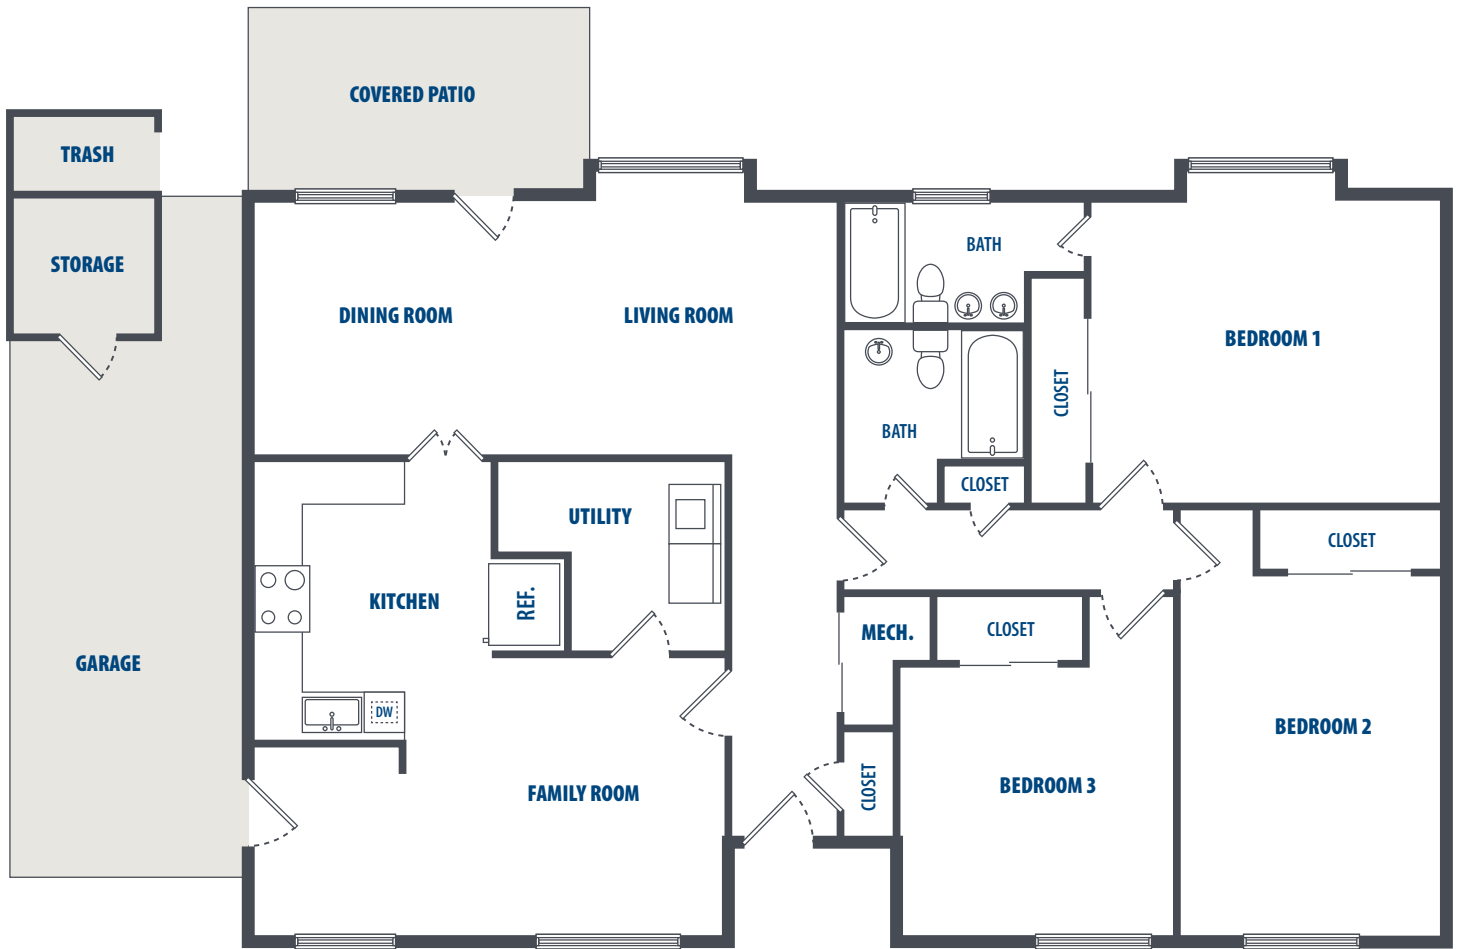 COVERED PATIO
TRASH
STORAGE
BATH
DINING ROOM
LIVING ROOM
BEDROOM 1
CLOSET
BATH
CLOSET
UTILITY
CLOSET
KITCHEN
REF.
MECH.
CLOSET
GARAGE
DW
BEDROOM 2
FAMILY ROOM
CLOSET
BEDROOM 3